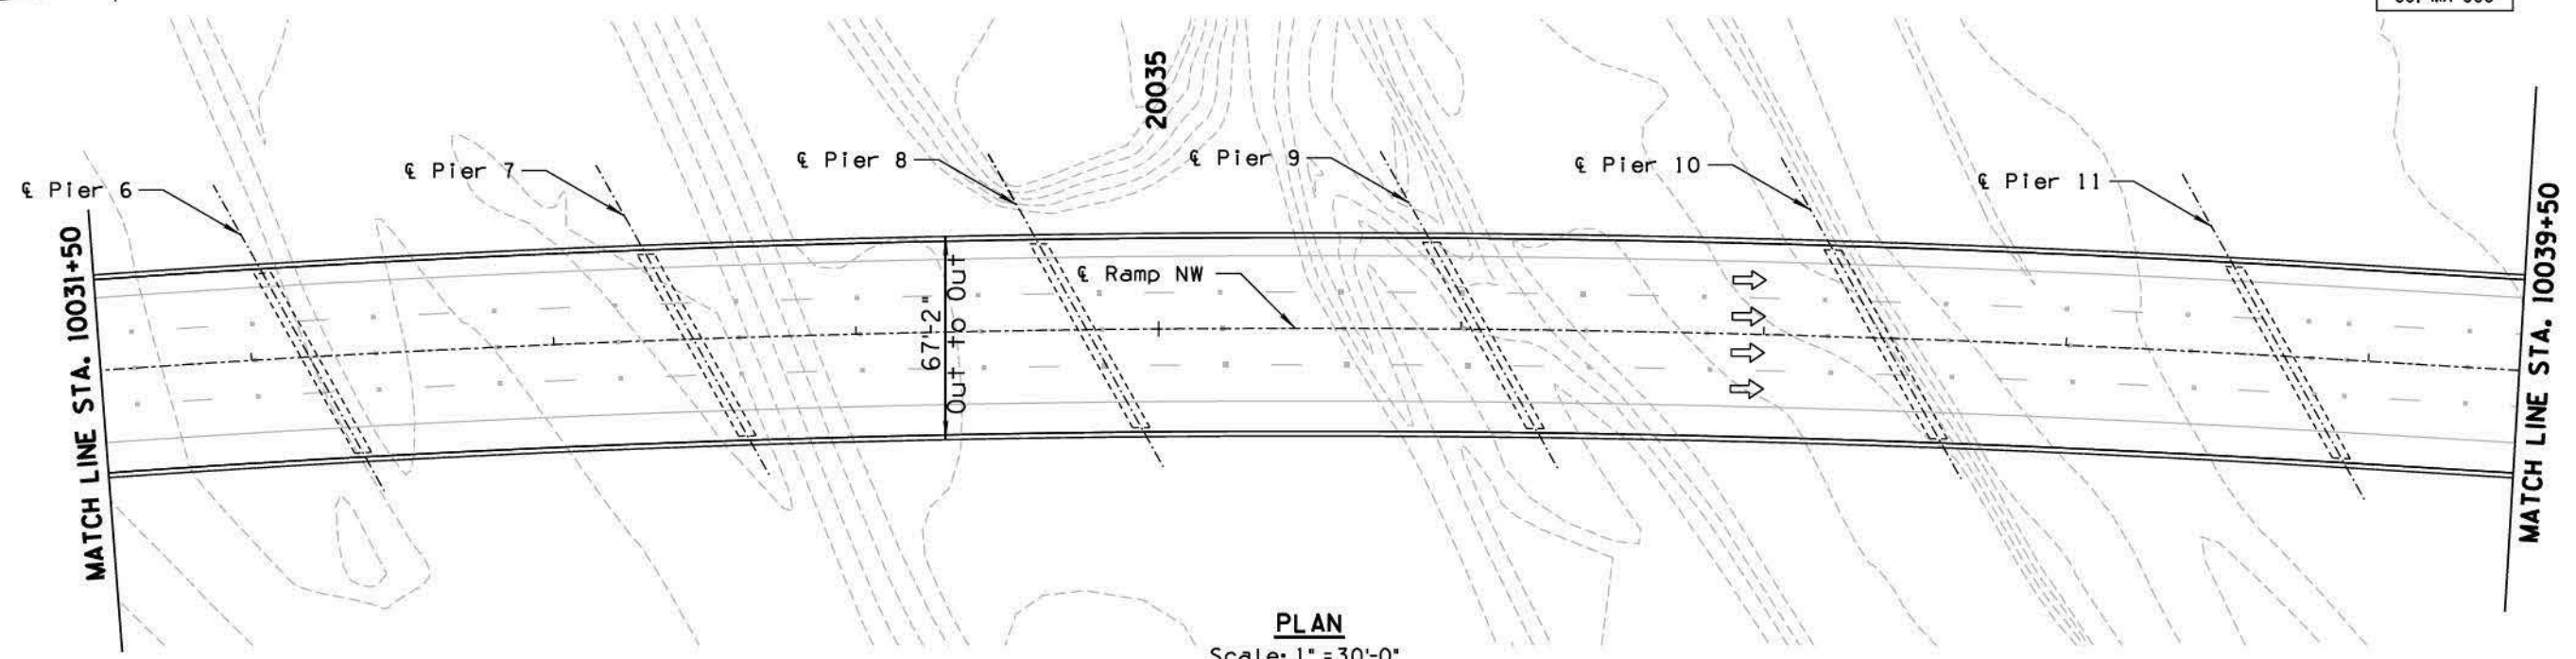 20035
℄ Pier 6
℄ Pier 7
℄ Pier 8
℄ Pier 9
℄ Pier 10
℄ Pier 11
MATCH LINE STA. 10031+50
67'-2"
Out to Out
℄ Ramp NW
MATCH LINE STA. 10039+50
PLAN
Scale: 1" = 30'-0"